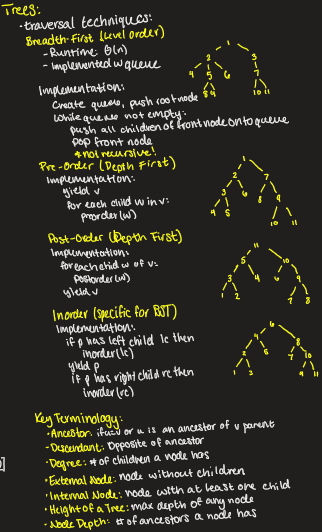 Trees:
-traversal techniques:
Breadth-First (Level order)
- Runtime: Θ(n)
- Implemented w queue
Implementation:
Create queue, push root node
While queue not empty:
push all children of front node onto queue
pop front node
*not recursive!
1
2 3
4 5 6 7
8 9 10 11
Pre-Order (Depth First)
Implementation:
yield v
for each child w in v:
preorder(w)
1
2 7
3 6 8 9
4 5 10 11
Post-Order (Depth First)
Implementation:
for each child w of v:
Postorder(w)
yield v
11
5 10
3 4 6 9
1 2 7 8
Inorder (specific for BST)
Implementation:
if p has left child lc then
inorder(lc)
yield p
if p has right child rc then
inorder(rc)
6
4 8
2 5 7 10
1 3 9 11
Key Terminology:
• Ancestor: if u=v or u is an ancestor of v parent
- Descendant: Opposite of ancestor
• Degree: # of children a node has
• External Node: node without children
• Internal Node: node with at least one child
• Height of a Tree: max depth of any node
• Node Depth: # of ancestors a node has